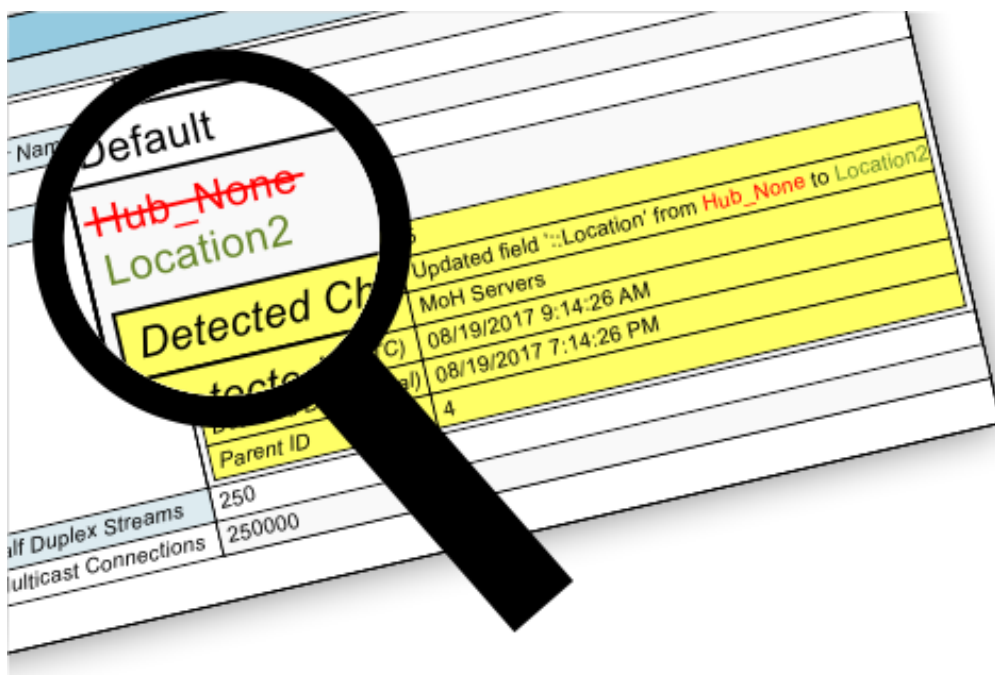 Name
Default
Hub_None
Location2
Detected Ch
Updated field '::Location' from Hub_None to Location2
MoH Servers
C) 08/19/2017 9:14:26 AM
al) 08/19/2017 7:14:26 PM
Parent ID 4
alf Duplex Streams 250
Multicast Connections 250000